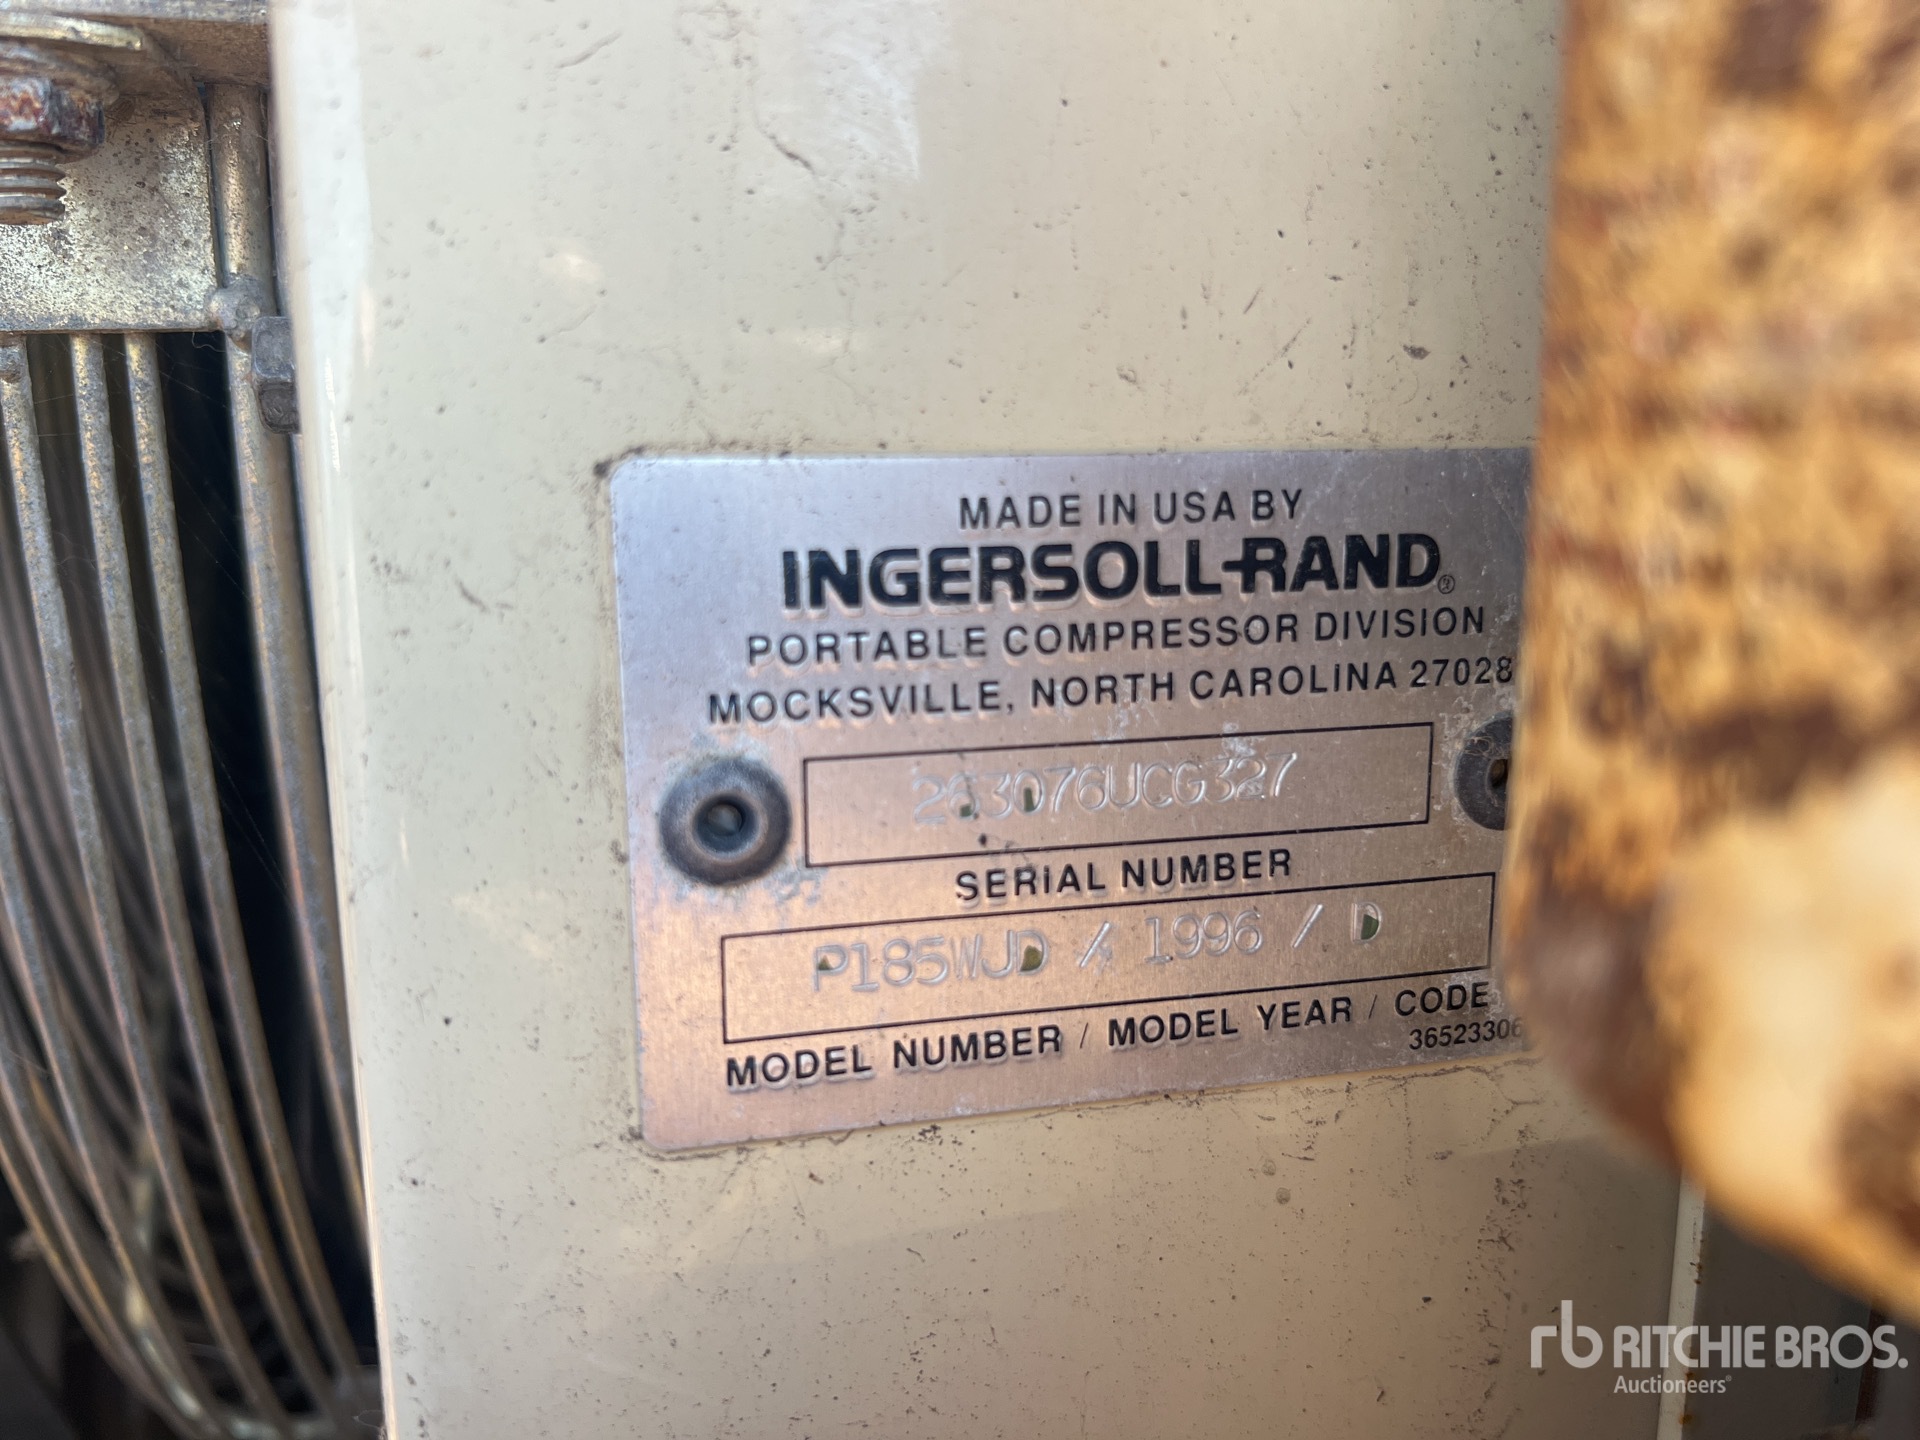 MADE IN USA BY
INGERSOLL-RAND®
PORTABLE COMPRESSOR DIVISION
MOCKSVILLE, NORTH CAROLINA 27028
263076UCG327
SERIAL NUMBER
P185WJD / 1996 / D
MODEL NUMBER / MODEL YEAR / CODE
36523306
rb RITCHIE BROS.
Auctioneers®